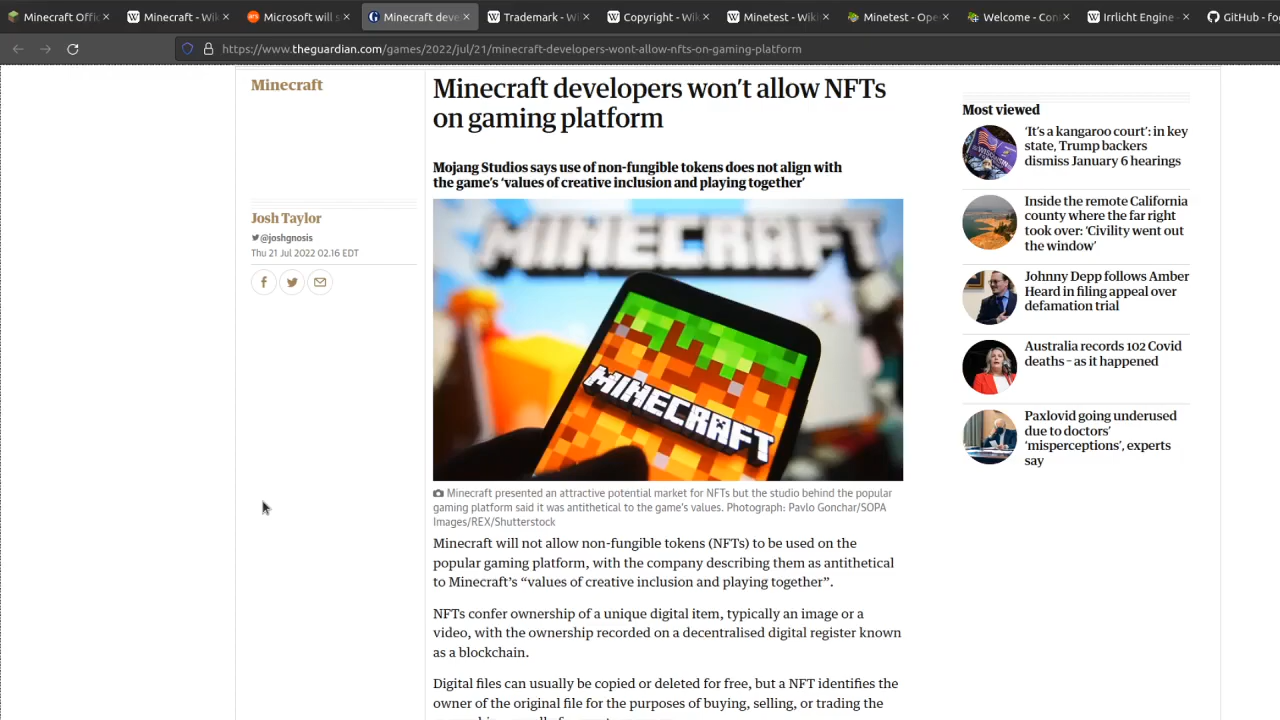 Minecraft Offic
Minecraft - Wik
Microsoft will s
Minecraft deve
Trademark - Wi
Copyright - Wik
Minetest - Wiki
Minetest - Ope
Welcome - Con
Irrlicht Engine -
GitHub - fo
https://www.theguardian.com/games/2022/jul/21/minecraft-developers-wont-allow-nfts-on-gaming-platform
Minecraft
Minecraft developers won't allow NFTs
on gaming platform
Mojang Studios says use of non-fungible tokens does not align with
the game's 'values of creative inclusion and playing together'
Josh Taylor
@joshgnosis
Thu 21 Jul 2022 02.16 EDT
MINECRAFT
MINECRAFT
Minecraft presented an attractive potential market for NFTs but the studio behind the popular
gaming platform said it was antithetical to the game's values. Photograph: Pavlo Gonchar/SOPA
Images/REX/Shutterstock
Minecraft will not allow non-fungible tokens (NFTs) to be used on the
popular gaming platform, with the company describing them as antithetical
to Minecraft's “values of creative inclusion and playing together”.
NFTs confer ownership of a unique digital item, typically an image or a
video, with the ownership recorded on a decentralised digital register known
as a blockchain.
Digital files can usually be copied or deleted for free, but a NFT identifies the
owner of the original file for the purposes of buying, selling, or trading the
Most viewed
'It's a kangaroo court': in key
state, Trump backers
dismiss January 6 hearings
Inside the remote California
county where the far right
took over: 'Civility went out
the window'
Johnny Depp follows Amber
Heard in filing appeal over
defamation trial
Australia records 102 Covid
deaths – as it happened
Paxlovid going underused
due to doctors'
'misperceptions', experts
say